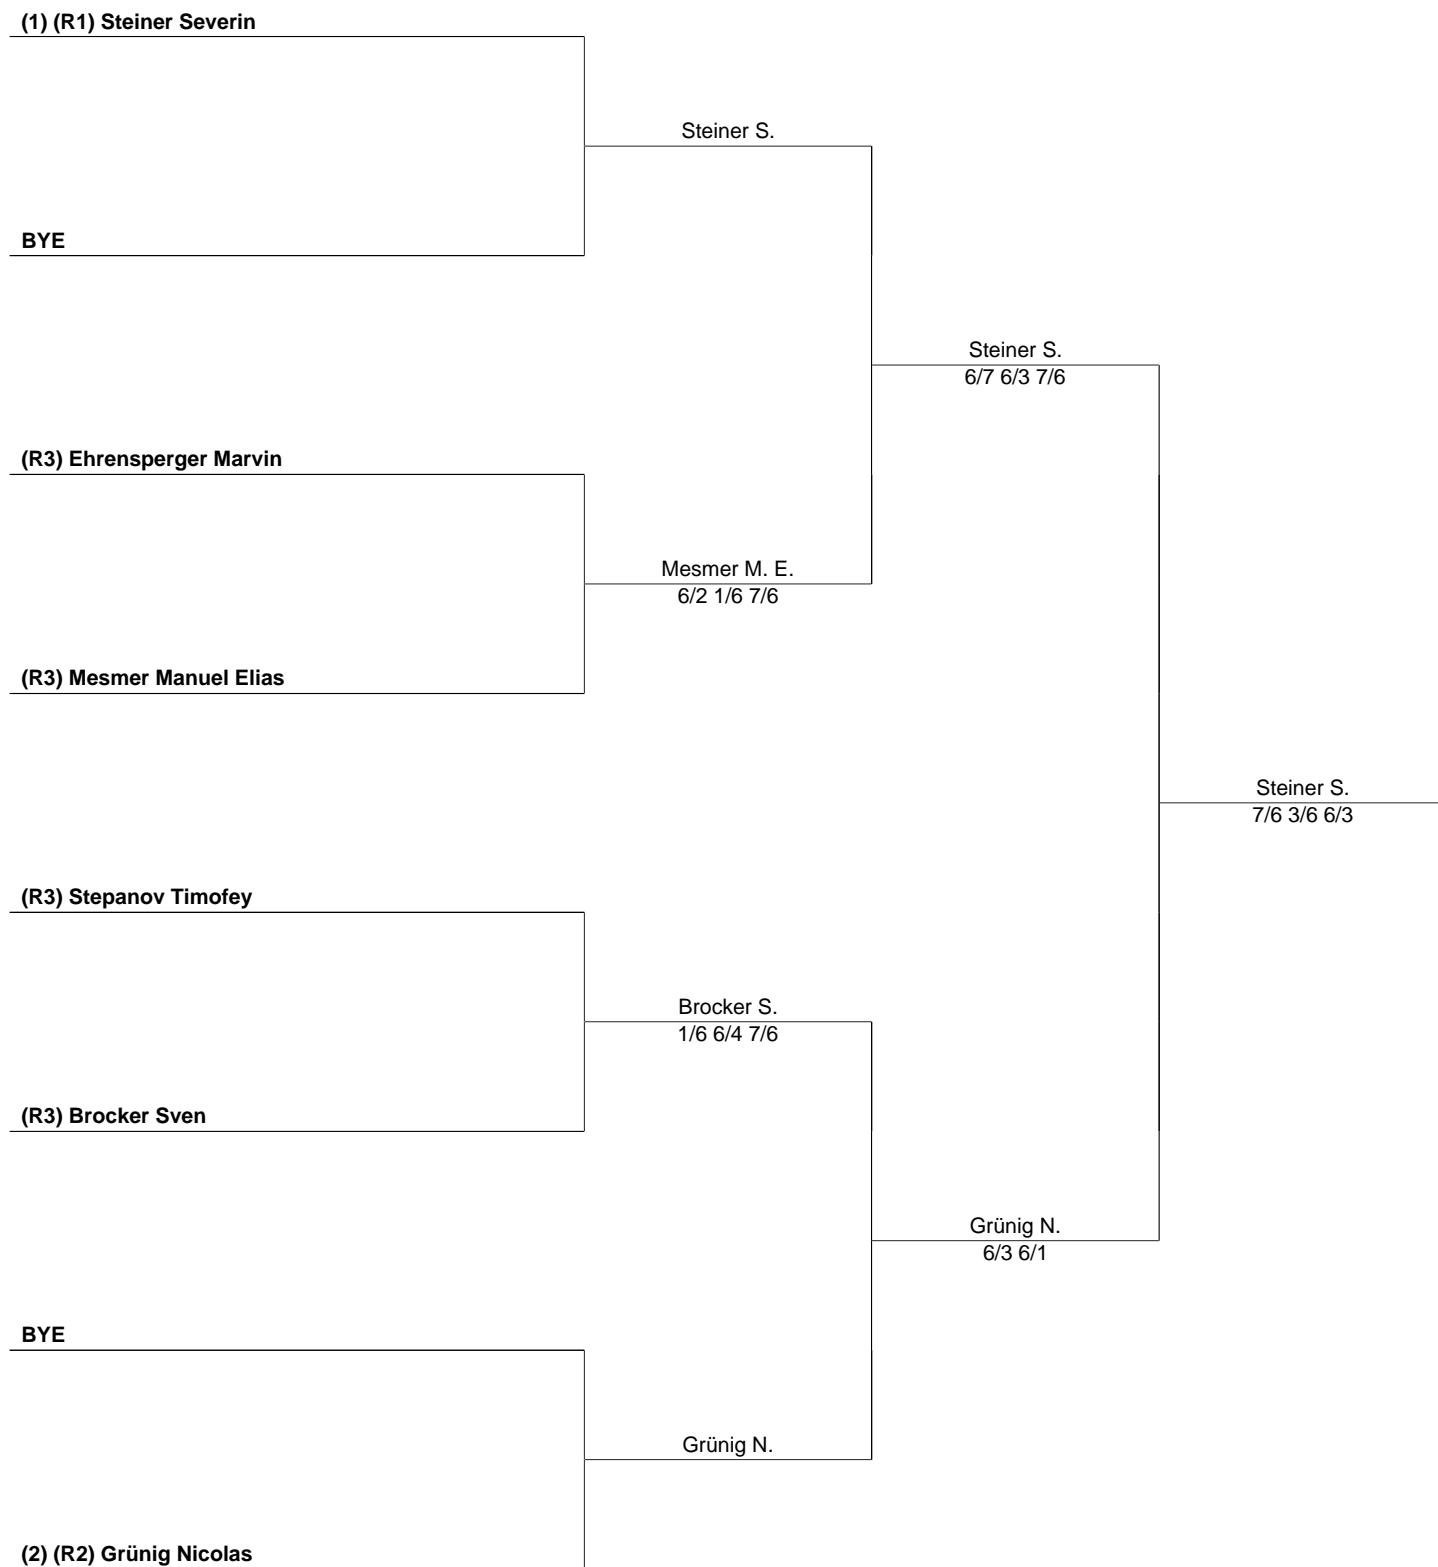 (1) (R1) Steiner Severin
Steiner S.
BYE
Steiner S.
6/7 6/3 7/6
(R3) Ehrensperger Marvin
Mesmer M. E.
6/2 1/6 7/6
(R3) Mesmer Manuel Elias
Steiner S.
7/6 3/6 6/3
(R3) Stepanov Timofey
Brocker S.
1/6 6/4 7/6
(R3) Brocker Sven
Grünig N.
6/3 6/1
BYE
Grünig N.
(2) (R2) Grünig Nicolas